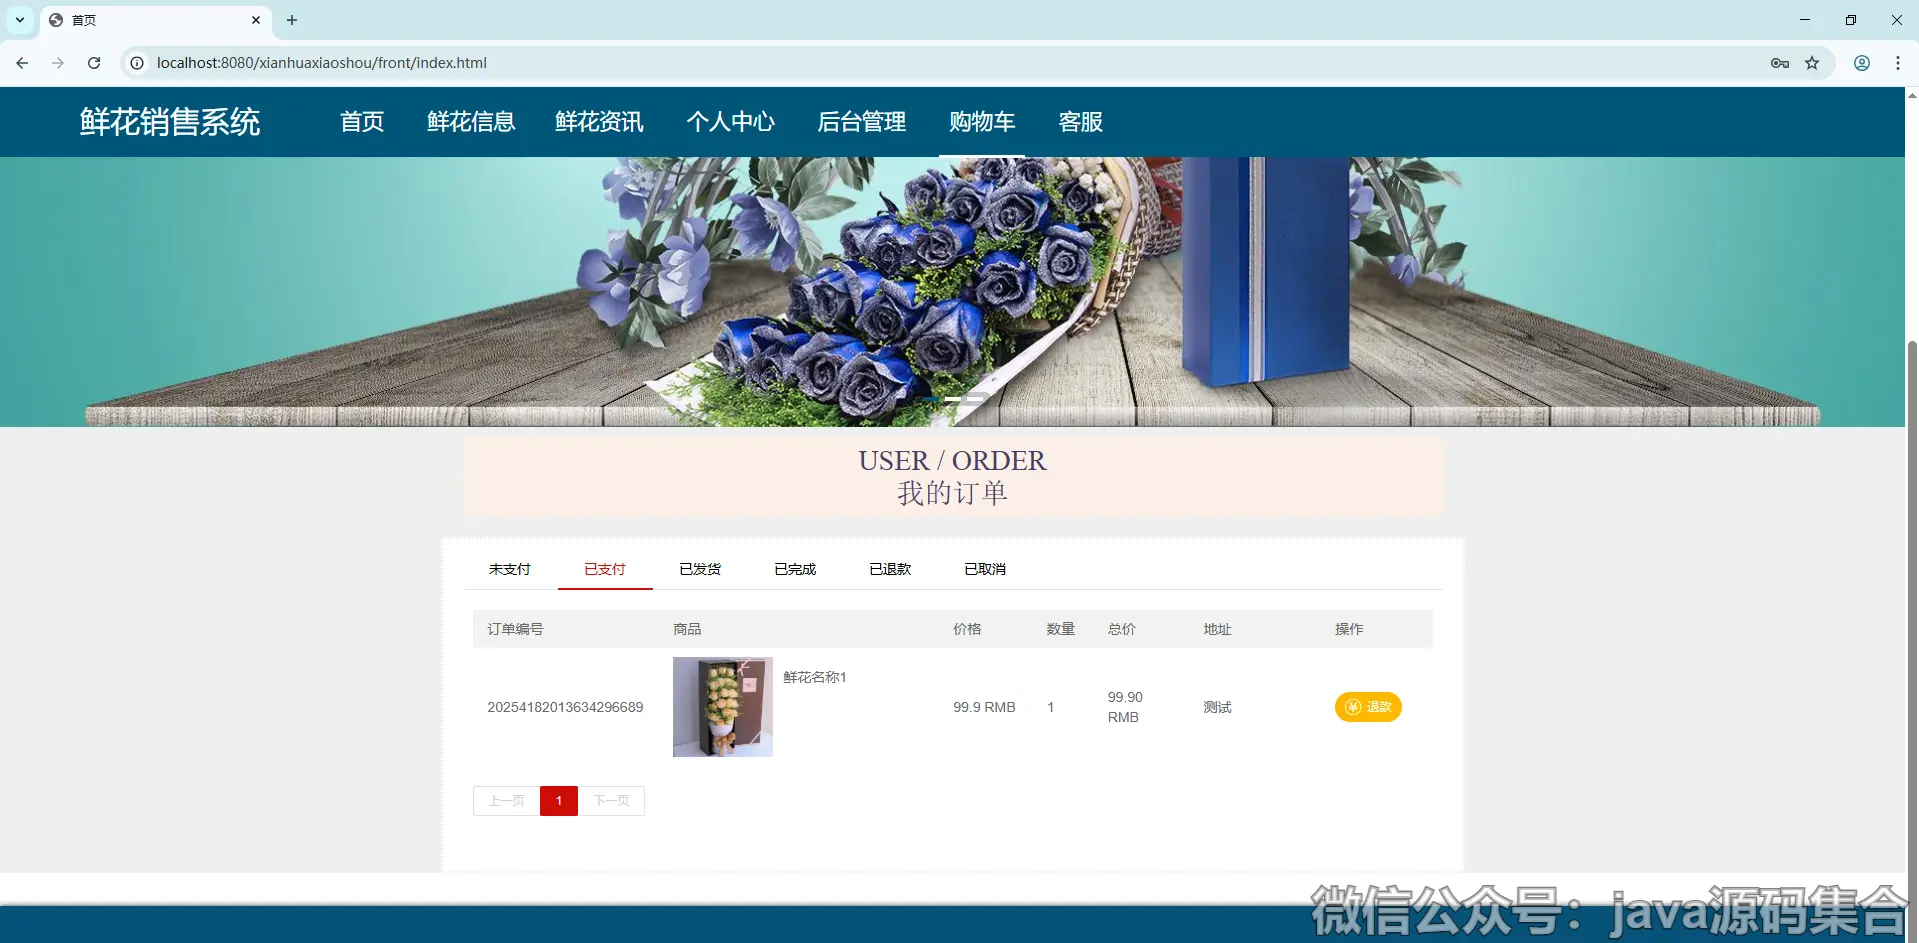 首页
localhost:8080/xianhuaxiaoshou/front/index.html
鲜花销售系统 首页 鲜花信息 鲜花资讯 个人中心 后台管理 购物车 客服
USER / ORDER
我的订单
未支付 已支付 已发货 已完成 已退款 已取消
订单编号 商品 价格 数量 总价 地址 操作
鲜花名称1
20254182013634296689 99.9 RMB 1 99.90 RMB 测试 退款
上一页 1 下一页
微信公众号：java源码集合